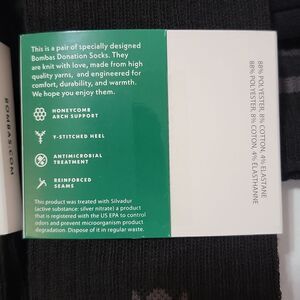 This is a pair of specially designed
Bombas Donation Socks. They
are knit with love, made from high
quality yarns, and engineered for
comfort, durability, and warmth.
We hope you enjoy them.
HONEYCOMB
ARCH SUPPORT
Y-STITCHED HEEL
ANTIMICROBIAL
TREATMENT
REINFORCED
SEAMS
This product was treated with Silvadur
(active substance: silver nitrate) a product
that is registered with the US EPA to control
odors and prevent microorganism product
degradation. Dispose of it in regular waste.
88% POLYESTER, 8% COTTON, 4% ELASTANE
88% POLYESTER, 8% COTON, 4% ÉLASTHANNE
BOMBAS.COM